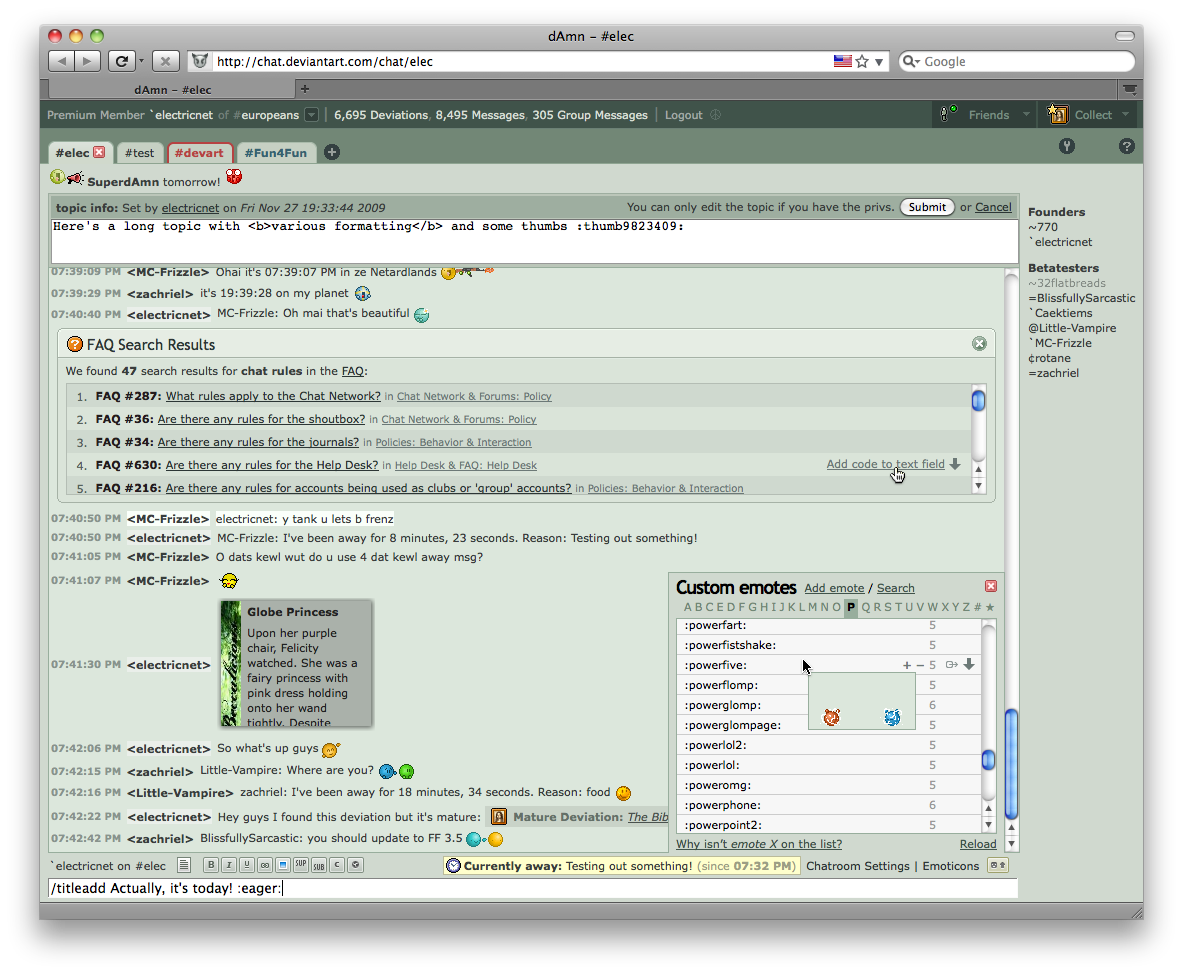 dAmn – #elec
http://chat.deviantart.com/chat/elec
Google
dAmn – #elec
Premium Member `electricnet of #europeans | 6,695 Deviations, 8,495 Messages, 305 Group Messages | Logout
Friends
Collect
#elec
#test
#devart
#Fun4Fun
SuperdAmn tomorrow!
topic info: Set by electricnet on Fri Nov 27 19:33:44 2009
You can only edit the topic if you have the privs. Submit or Cancel
Here's a long topic with <b>various formatting</b> and some thumbs :thumb9823409:
Founders
~770
`electricnet
Betatesters
~32flatbreads
=BlissfullySarcastic
`Caektiems
@Little-Vampire
`MC-Frizzle
¢rotane
=zachriel
07:39:09 PM <MC-Frizzle> Ohai it's 07:39:07 PM in ze Netardlands
07:39:29 PM <zachriel> it's 19:39:28 on my planet
07:40:40 PM <electricnet> MC-Frizzle: Oh mai that's beautiful
FAQ Search Results
We found 47 search results for chat rules in the FAQ:
1. FAQ #287: What rules apply to the Chat Network? in Chat Network & Forums: Policy
2. FAQ #36: Are there any rules for the shoutbox? in Chat Network & Forums: Policy
3. FAQ #34: Are there any rules for the journals? in Policies: Behavior & Interaction
4. FAQ #630: Are there any rules for the Help Desk? in Help Desk & FAQ: Help Desk
Add code to text field
5. FAQ #216: Are there any rules for accounts being used as clubs or 'group' accounts? in Policies: Behavior & Interaction
07:40:50 PM <MC-Frizzle> electricnet: y tank u lets b frenz
07:40:50 PM <electricnet> MC-Frizzle: I've been away for 8 minutes, 23 seconds. Reason: Testing out something!
07:41:05 PM <MC-Frizzle> O dats kewl wut do u use 4 dat kewl away msg?
07:41:07 PM <MC-Frizzle>
07:41:30 PM <electricnet>
Globe Princess
Upon her purple
chair, Felicity
watched. She was a
fairy princess with
pink dress holding
onto her wand
tightly. Despite
07:42:06 PM <electricnet> So what's up guys
07:42:15 PM <zachriel> Little-Vampire: Where are you?
07:42:16 PM <Little-Vampire> zachriel: I've been away for 18 minutes, 34 seconds. Reason: food
07:42:22 PM <electricnet> Hey guys I found this deviation but it's mature: Mature Deviation: The Bib
07:42:42 PM <zachriel> BlissfullySarcastic: you should update to FF 3.5
Custom emotes Add emote / Search
A B C D E F G H I J K L M N O P Q R S T U V W X Y Z # ★
:powerfart: 5
:powerfistshake: 5
:powerfive: + − 5
:powerflomp: 5
:powerglomp: 6
:powerglompage: 5
:powerlol2: 5
:powerlol: 5
:poweromg: 5
:powerphone: 6
:powerpoint2: 5
Why isn't emote X on the list? Reload
`electricnet on #elec
B I U SUP SUB C
Currently away: Testing out something! (since 07:32 PM)
Chatroom Settings | Emoticons
/titleadd Actually, it's today! :eager: